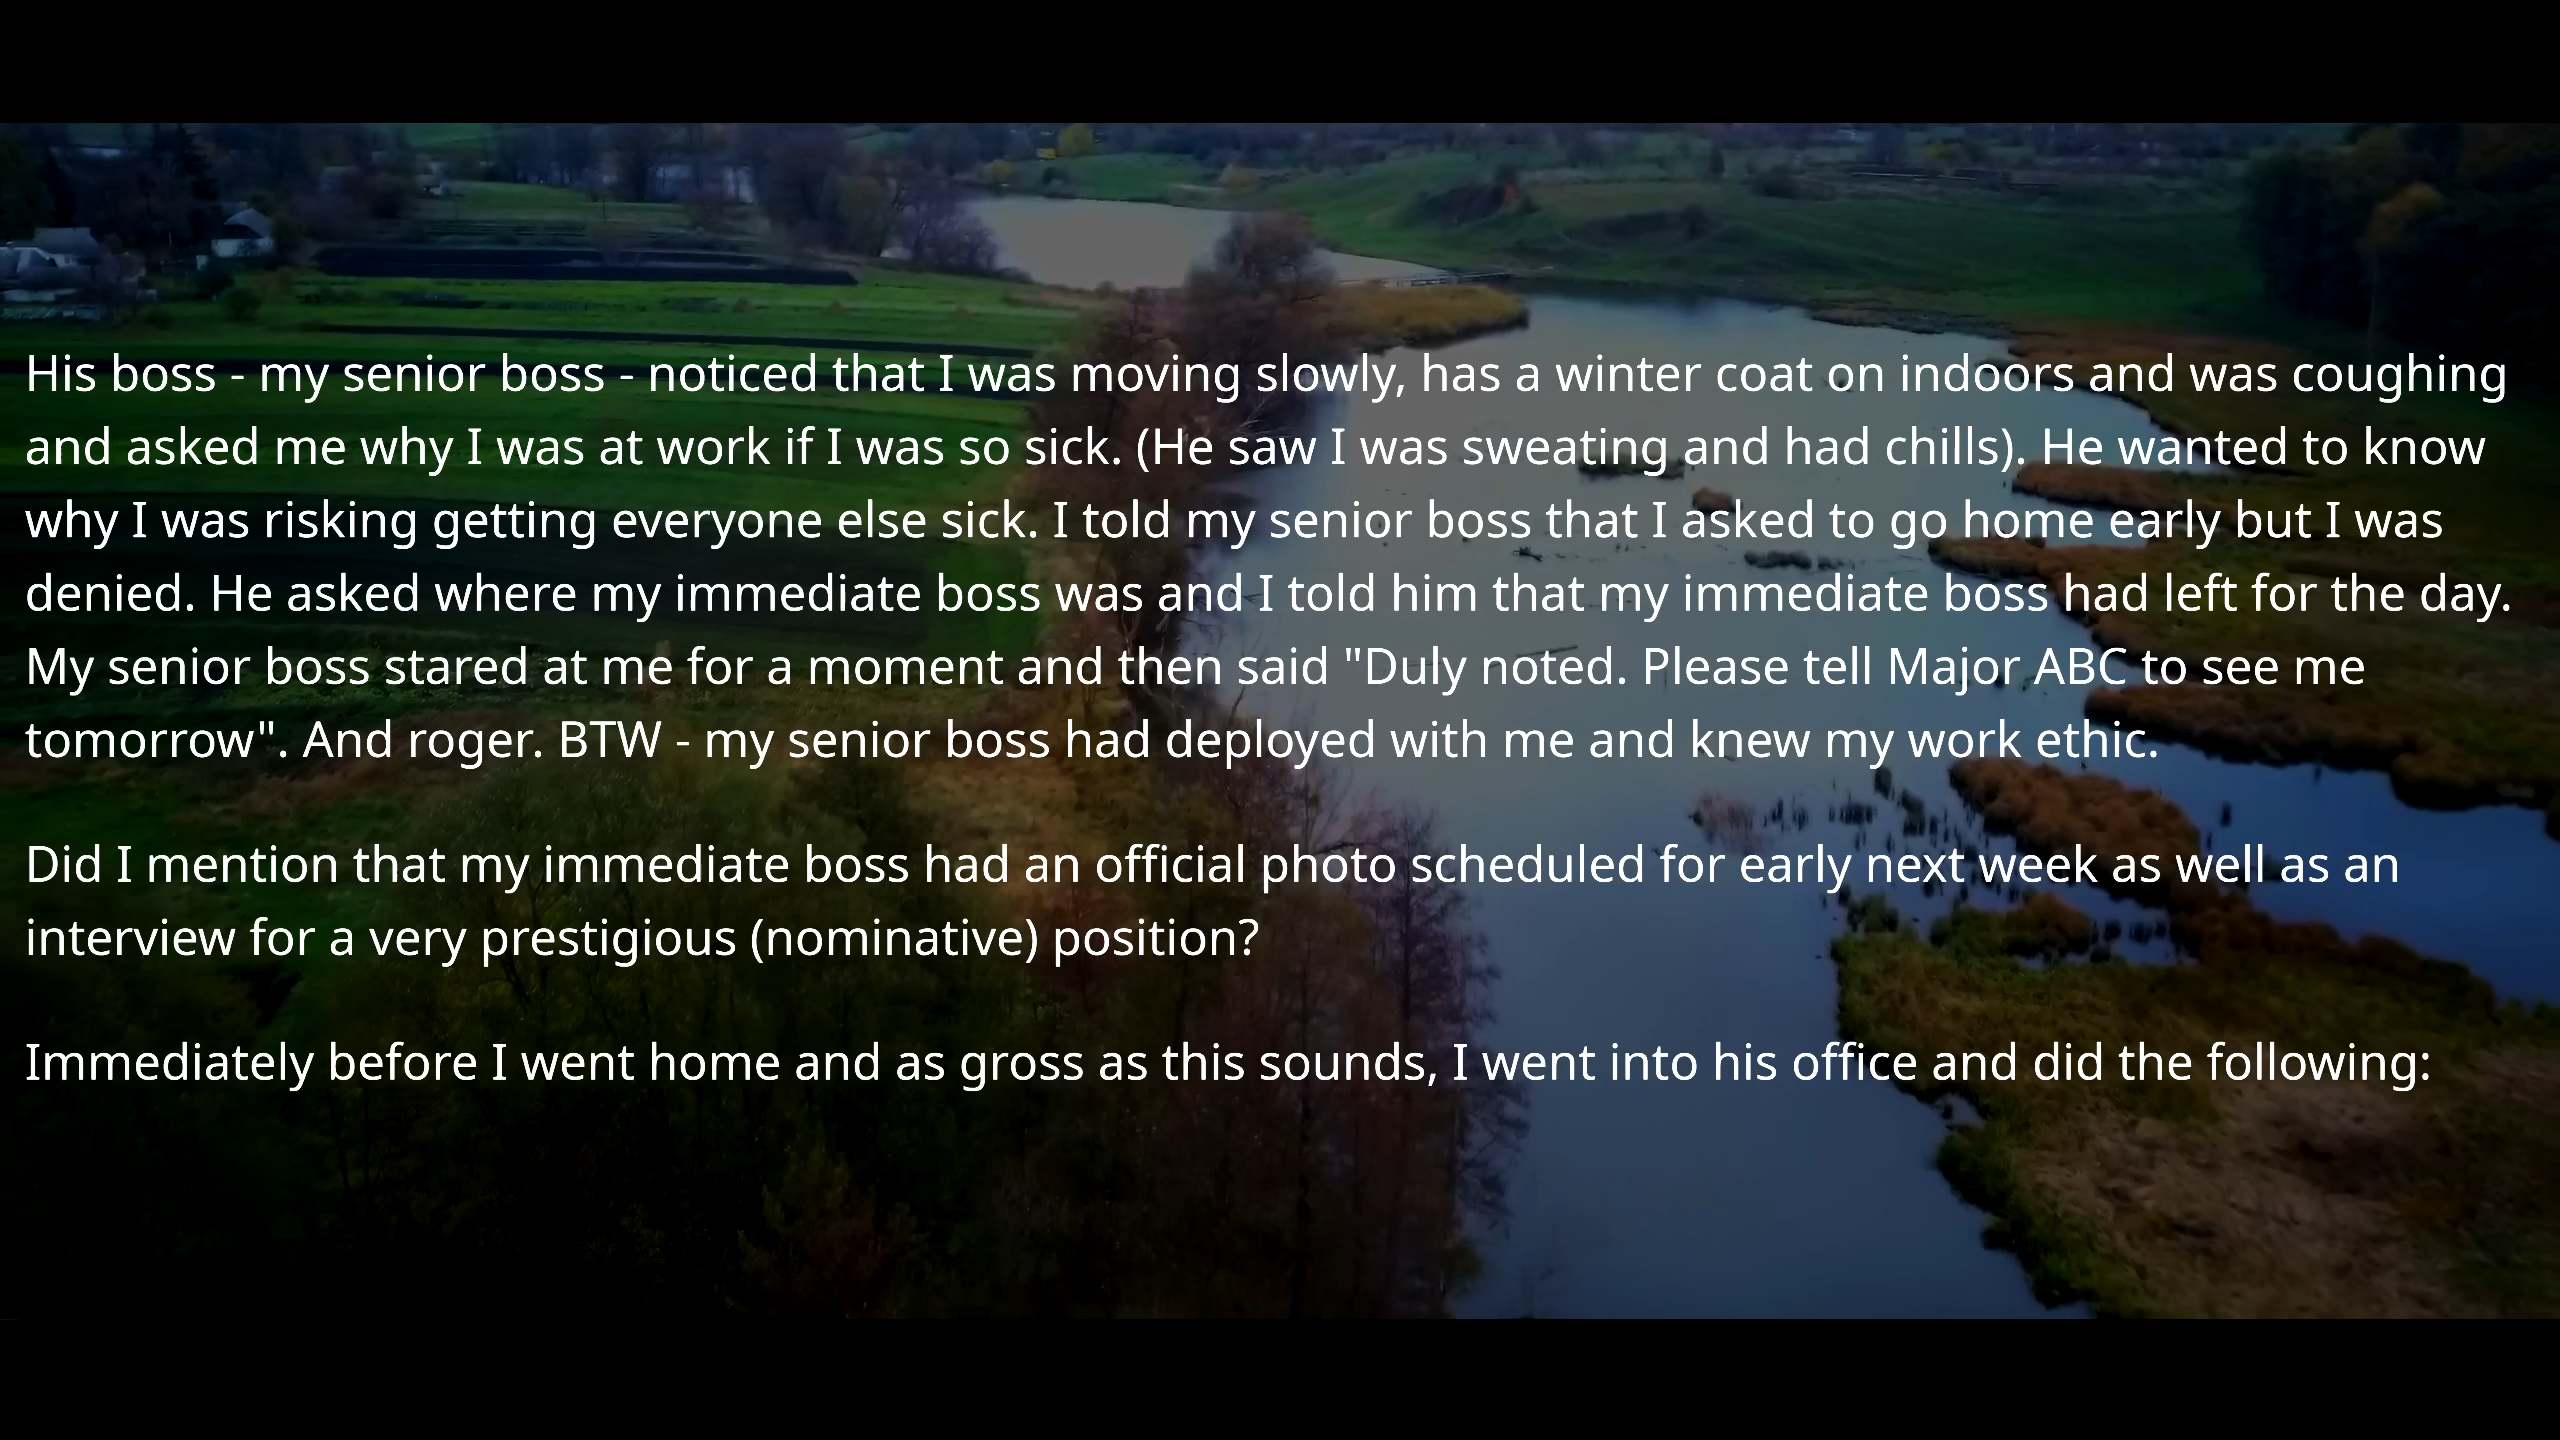 His boss - my senior boss - noticed that I was moving slowly, has a winter coat on indoors and was coughing
and asked me why I was at work if I was so sick. (He saw I was sweating and had chills). He wanted to know
why I was risking getting everyone else sick. I told my senior boss that I asked to go home early but I was
denied. He asked where my immediate boss was and I told him that my immediate boss had left for the day.
My senior boss stared at me for a moment and then said "Duly noted. Please tell Major ABC to see me
tomorrow". And roger. BTW - my senior boss had deployed with me and knew my work ethic.
Did I mention that my immediate boss had an official photo scheduled for early next week as well as an
interview for a very prestigious (nominative) position?
Immediately before I went home and as gross as this sounds, I went into his office and did the following: